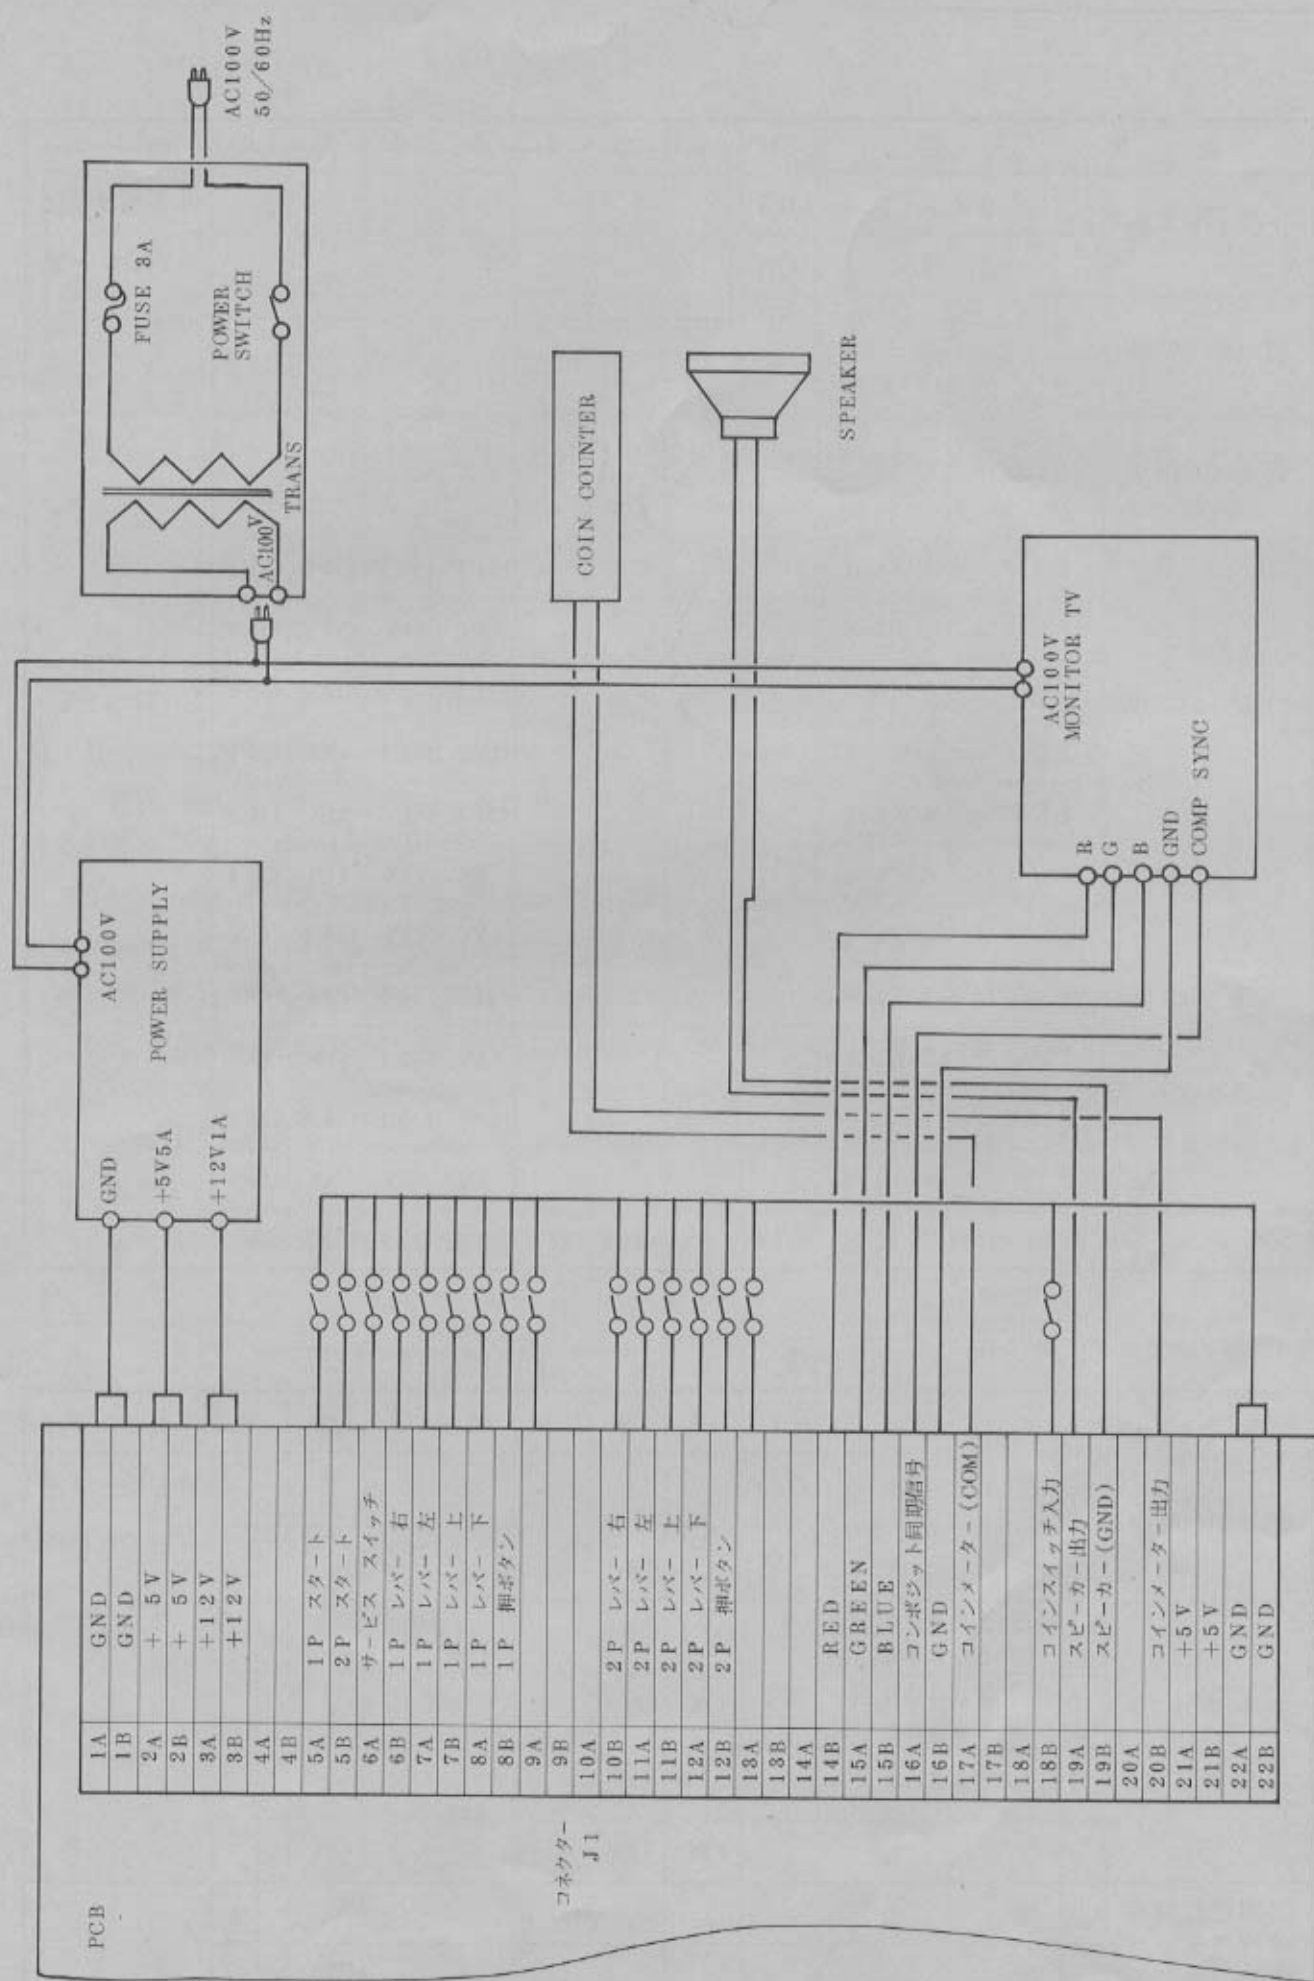 AC100V
50/60Hz
FUSE 3A
POWER
SWITCH
TRANS
AC100V
COIN COUNTER
SPEAKER
AC100V
MONITOR TV
R
G
B
GND
COMP SYNC
AC100V
POWER SUPPLY
GND
+5V5A
+12V1A
PCB
コネクター
J1
1A GND
1B GND
2A +5V
2B +5V
3A +12V
3B +12V
4A
4B
5A 1P スタート
5B 2P スタート
6A サービス スイッチ
6B 1P レバー 右
7A 1P レバー 左
7B 1P レバー 上
8A 1P レバー 下
8B 1P 押ボタン
9A
9B
10A
10B 2P レバー 右
11A 2P レバー 左
11B 2P レバー 上
12A 2P レバー 下
12B 2P 押ボタン
13A
13B
14A
14B RED
15A GREEN
15B BLUE
16A コンポジット同期信号
16B GND
17A コインメーター(COM)
17B
18A
18B コインスイッチ入力
19A スピーカー出力
19B スピーカー(GND)
20A
20B コインメーター出力
21A +5V
21B +5V
22A GND
22B GND